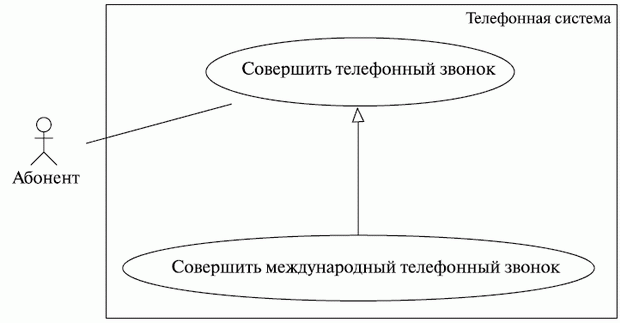 Телефонная система
Совершить телефонный звонок
Абонент
Совершить международный телефонный звонок